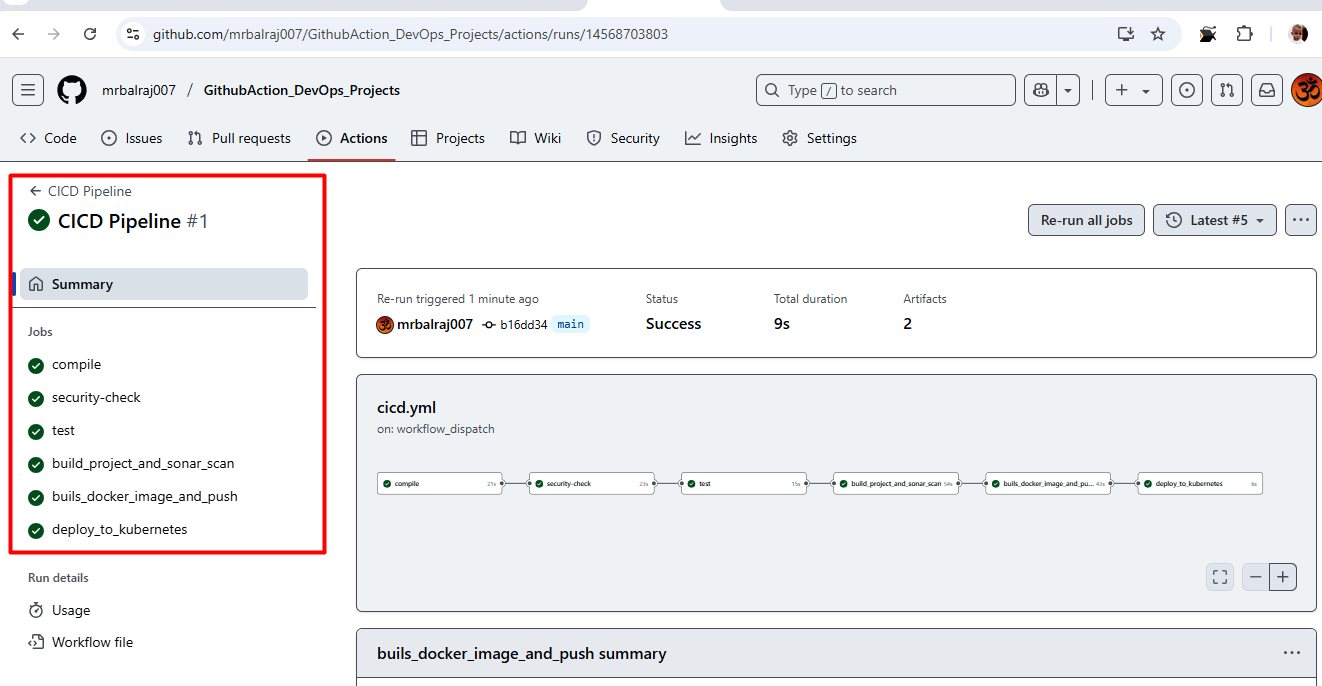 github.com/mrbalraj007/GithubAction_DevOps_Projects/actions/runs/14568703803
mrbalraj007 / GithubAction_DevOps_Projects
Type / to search
Code Issues Pull requests Actions Projects Wiki Security Insights Settings
CICD Pipeline
CICD Pipeline #1
Re-run all jobs
Latest #5
Summary
Jobs
compile
security-check
test
build_project_and_sonar_scan
buils_docker_image_and_push
deploy_to_kubernetes
Run details
Usage
Workflow file
Re-run triggered 1 minute ago
mrbalraj007 b16dd34 main
Status
Success
Total duration
9s
Artifacts
2
cicd.yml
on: workflow_dispatch
compile 21s
security-check 23s
test 15s
build_project_and_sonar_scan 54s
buils_docker_image_and_pu... 43s
deploy_to_kubernetes 6s
buils_docker_image_and_push summary